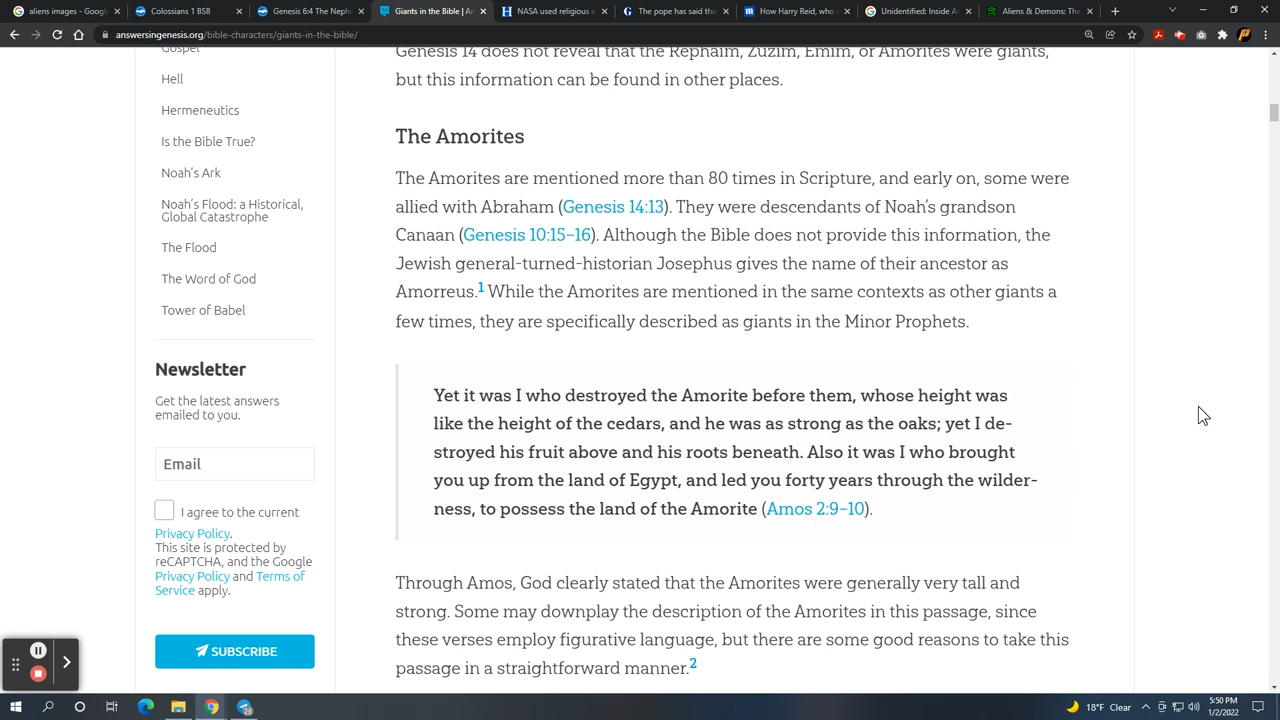 aliens images - Go
Colossians 1 BSB
Genesis 6:4 The Neph
Giants in the Bible | A
NASA used religious e
The pope has said tha
How Harry Reid, who
Unidentified: Inside A
Aliens & Demons: The
answersingenesis.org/bible-characters/giants-in-the-bible/
Gospel
Hell
Hermeneutics
Is the Bible True?
Noah's Ark
Noah's Flood: a Historical,
Global Catastrophe
The Flood
The Word of God
Tower of Babel
Newsletter
Get the latest answers
emailed to you.
Email
I agree to the current
Privacy Policy.
This site is protected by
reCAPTCHA, and the Google
Privacy Policy and Terms of
Service apply.
SUBSCRIBE
Genesis 14 does not reveal that the Rephaim, Zuzim, Emim, or Amorites were giants,
but this information can be found in other places.
The Amorites
The Amorites are mentioned more than 80 times in Scripture, and early on, some were
allied with Abraham (Genesis 14:13). They were descendants of Noah's grandson
Canaan (Genesis 10:15–16). Although the Bible does not provide this information, the
Jewish general-turned-historian Josephus gives the name of their ancestor as
Amorreus.1 While the Amorites are mentioned in the same contexts as other giants a
few times, they are specifically described as giants in the Minor Prophets.
Yet it was I who destroyed the Amorite before them, whose height was
like the height of the cedars, and he was as strong as the oaks; yet I de-
stroyed his fruit above and his roots beneath. Also it was I who brought
you up from the land of Egypt, and led you forty years through the wilder-
ness, to possess the land of the Amorite (Amos 2:9–10).
Through Amos, God clearly stated that the Amorites were generally very tall and
strong. Some may downplay the description of the Amorites in this passage, since
these verses employ figurative language, but there are some good reasons to take this
passage in a straightforward manner.2
18°F Clear
5:50 PM
1/2/2022